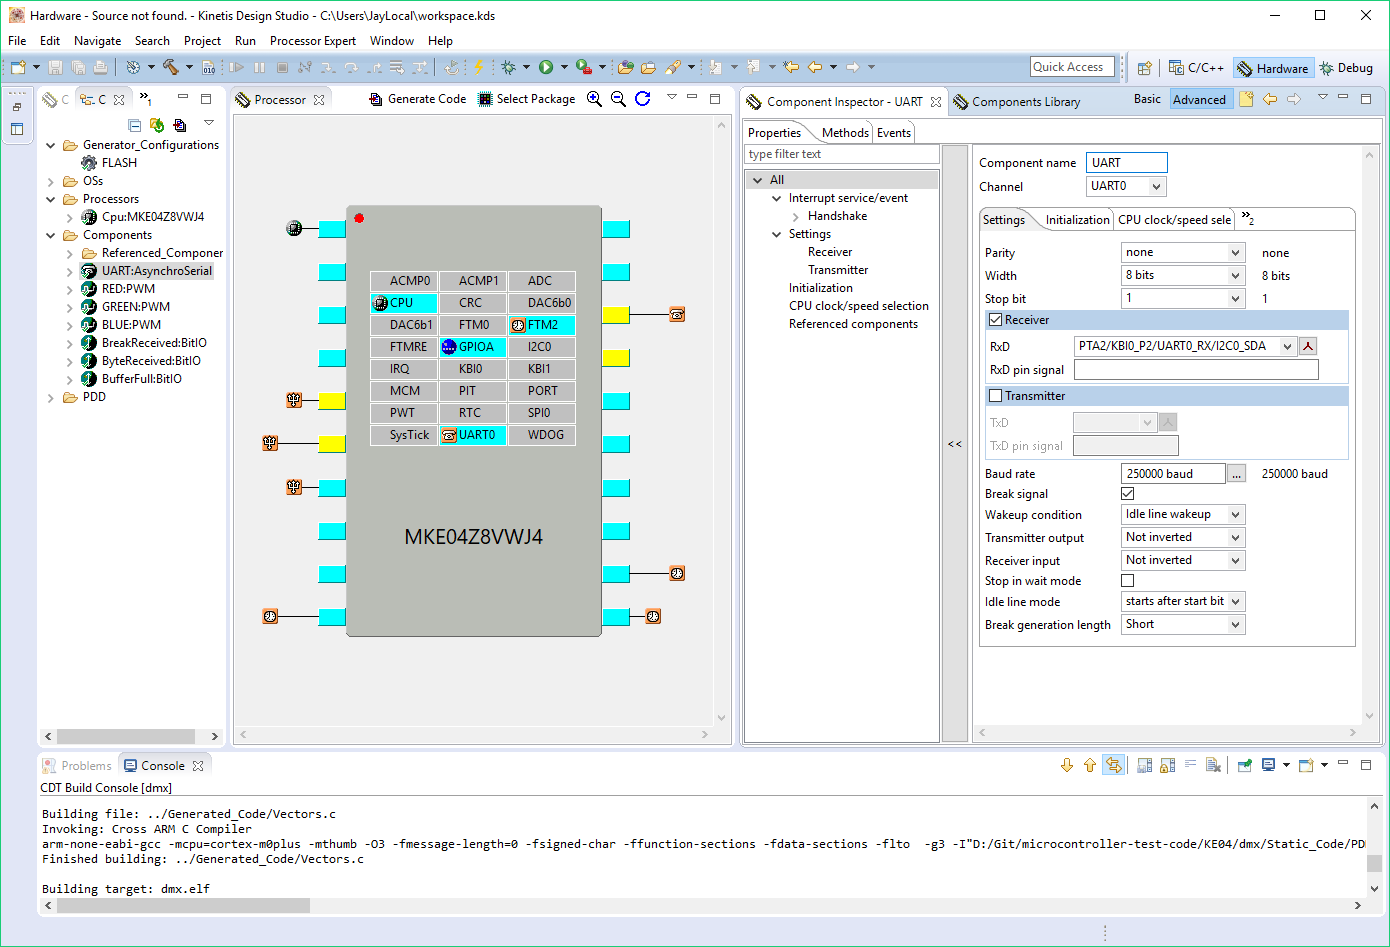 Hardware - Source not found. - Kinetis Design Studio - C:\Users\JayLocal\workspace.kds
File Edit Navigate Search Project Run Processor Expert Window Help
Quick Access
C/C++
Hardware
Debug
C
C
»1
Generator_Configurations
FLASH
OSs
Processors
Cpu:MKE04Z8VWJ4
Components
Referenced_Componer
UART:AsynchroSerial
RED:PWM
GREEN:PWM
BLUE:PWM
BreakReceived:BitIO
ByteReceived:BitIO
BufferFull:BitIO
PDD
Processor
Generate Code
Select Package
ACMP0 ACMP1 ADC
CPU CRC DAC6b0
DAC6b1 FTM0 FTM2
FTMRE GPIOA I2C0
IRQ KBI0 KBI1
MCM PIT PORT
PWT RTC SPI0
SysTick UART0 WDOG
MKE04Z8VWJ4
Component Inspector - UART
Components Library
Basic Advanced
Properties Methods Events
type filter text
All
Interrupt service/event
Handshake
Settings
Receiver
Transmitter
Initialization
CPU clock/speed selection
Referenced components
<<
Component name UART
Channel UART0
Settings Initialization CPU clock/speed sele »2
Parity none none
Width 8 bits 8 bits
Stop bit 1 1
Receiver
RxD PTA2/KBI0_P2/UART0_RX/I2C0_SDA
RxD pin signal
Transmitter
TxD
TxD pin signal
Baud rate 250000 baud ... 250000 baud
Break signal
Wakeup condition Idle line wakeup
Transmitter output Not inverted
Receiver input Not inverted
Stop in wait mode
Idle line mode starts after start bit
Break generation length Short
Problems Console
CDT Build Console [dmx]
Building file: ../Generated_Code/Vectors.c
Invoking: Cross ARM C Compiler
arm-none-eabi-gcc -mcpu=cortex-m0plus -mthumb -O3 -fmessage-length=0 -fsigned-char -ffunction-sections -fdata-sections -flto  -g3 -I"D:/Git/microcontroller-test-code/KE04/dmx/Static_Code/PD
Finished building: ../Generated_Code/Vectors.c
Building target: dmx.elf